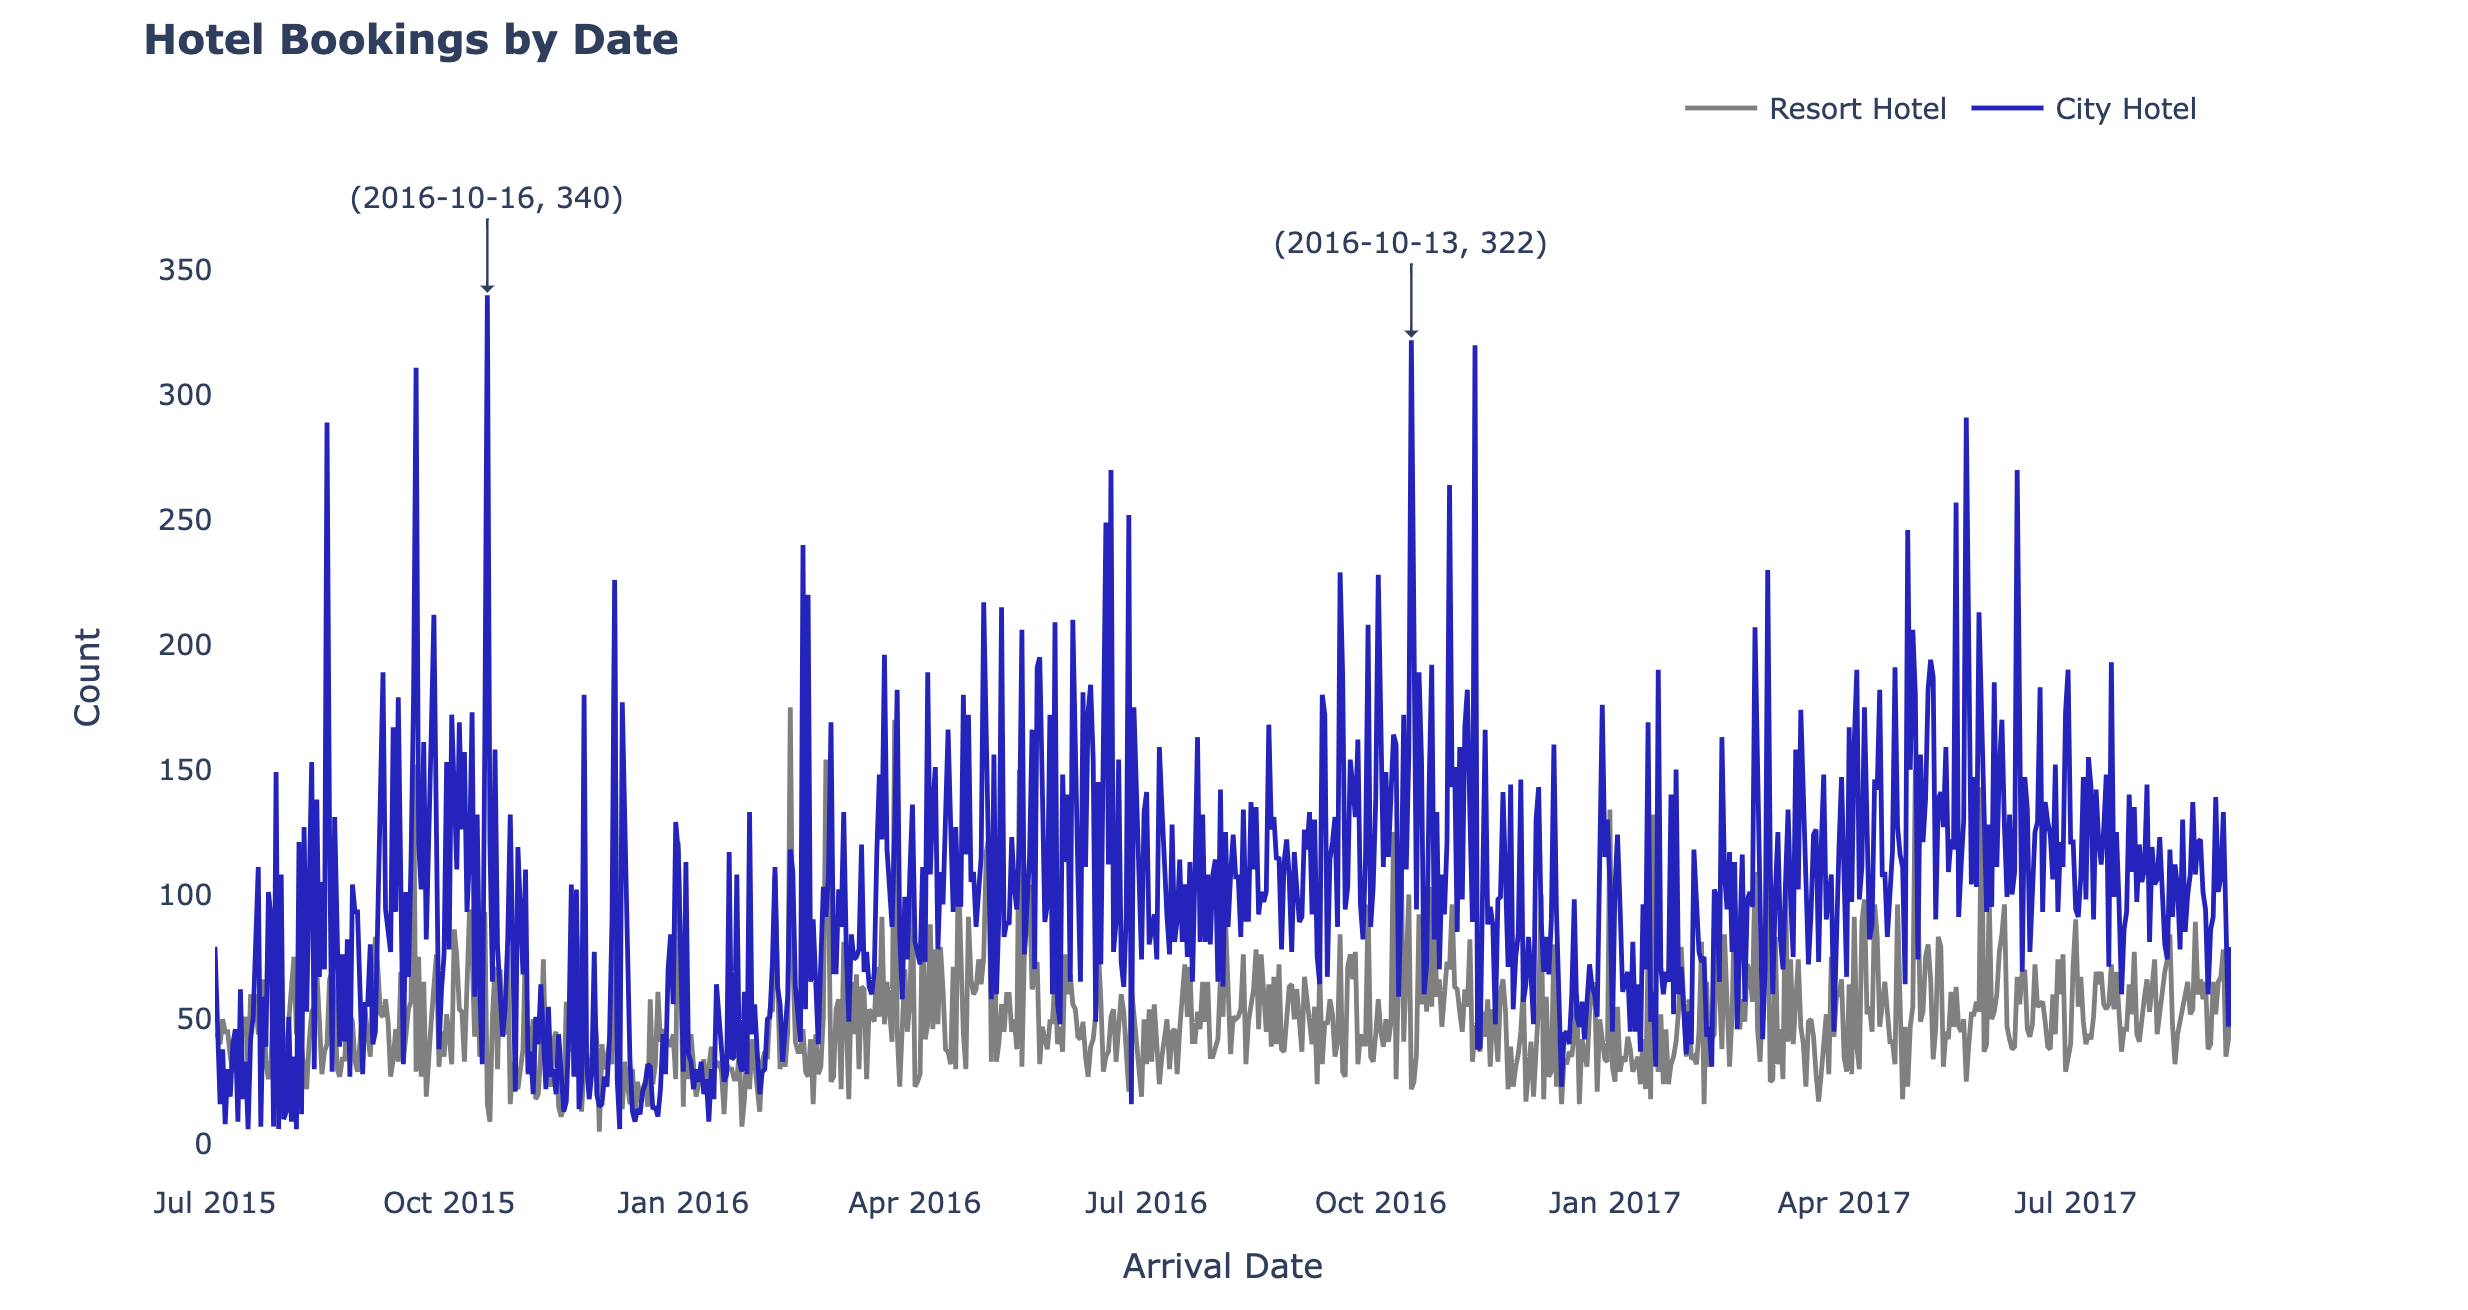 Hotel Bookings by Date
Resort Hotel
City Hotel
(2016-10-16, 340)
(2016-10-13, 322)
350
300
250
200
150
100
50
0
Count
Jul 2015
Oct 2015
Jan 2016
Apr 2016
Jul 2016
Oct 2016
Jan 2017
Apr 2017
Jul 2017
Arrival Date